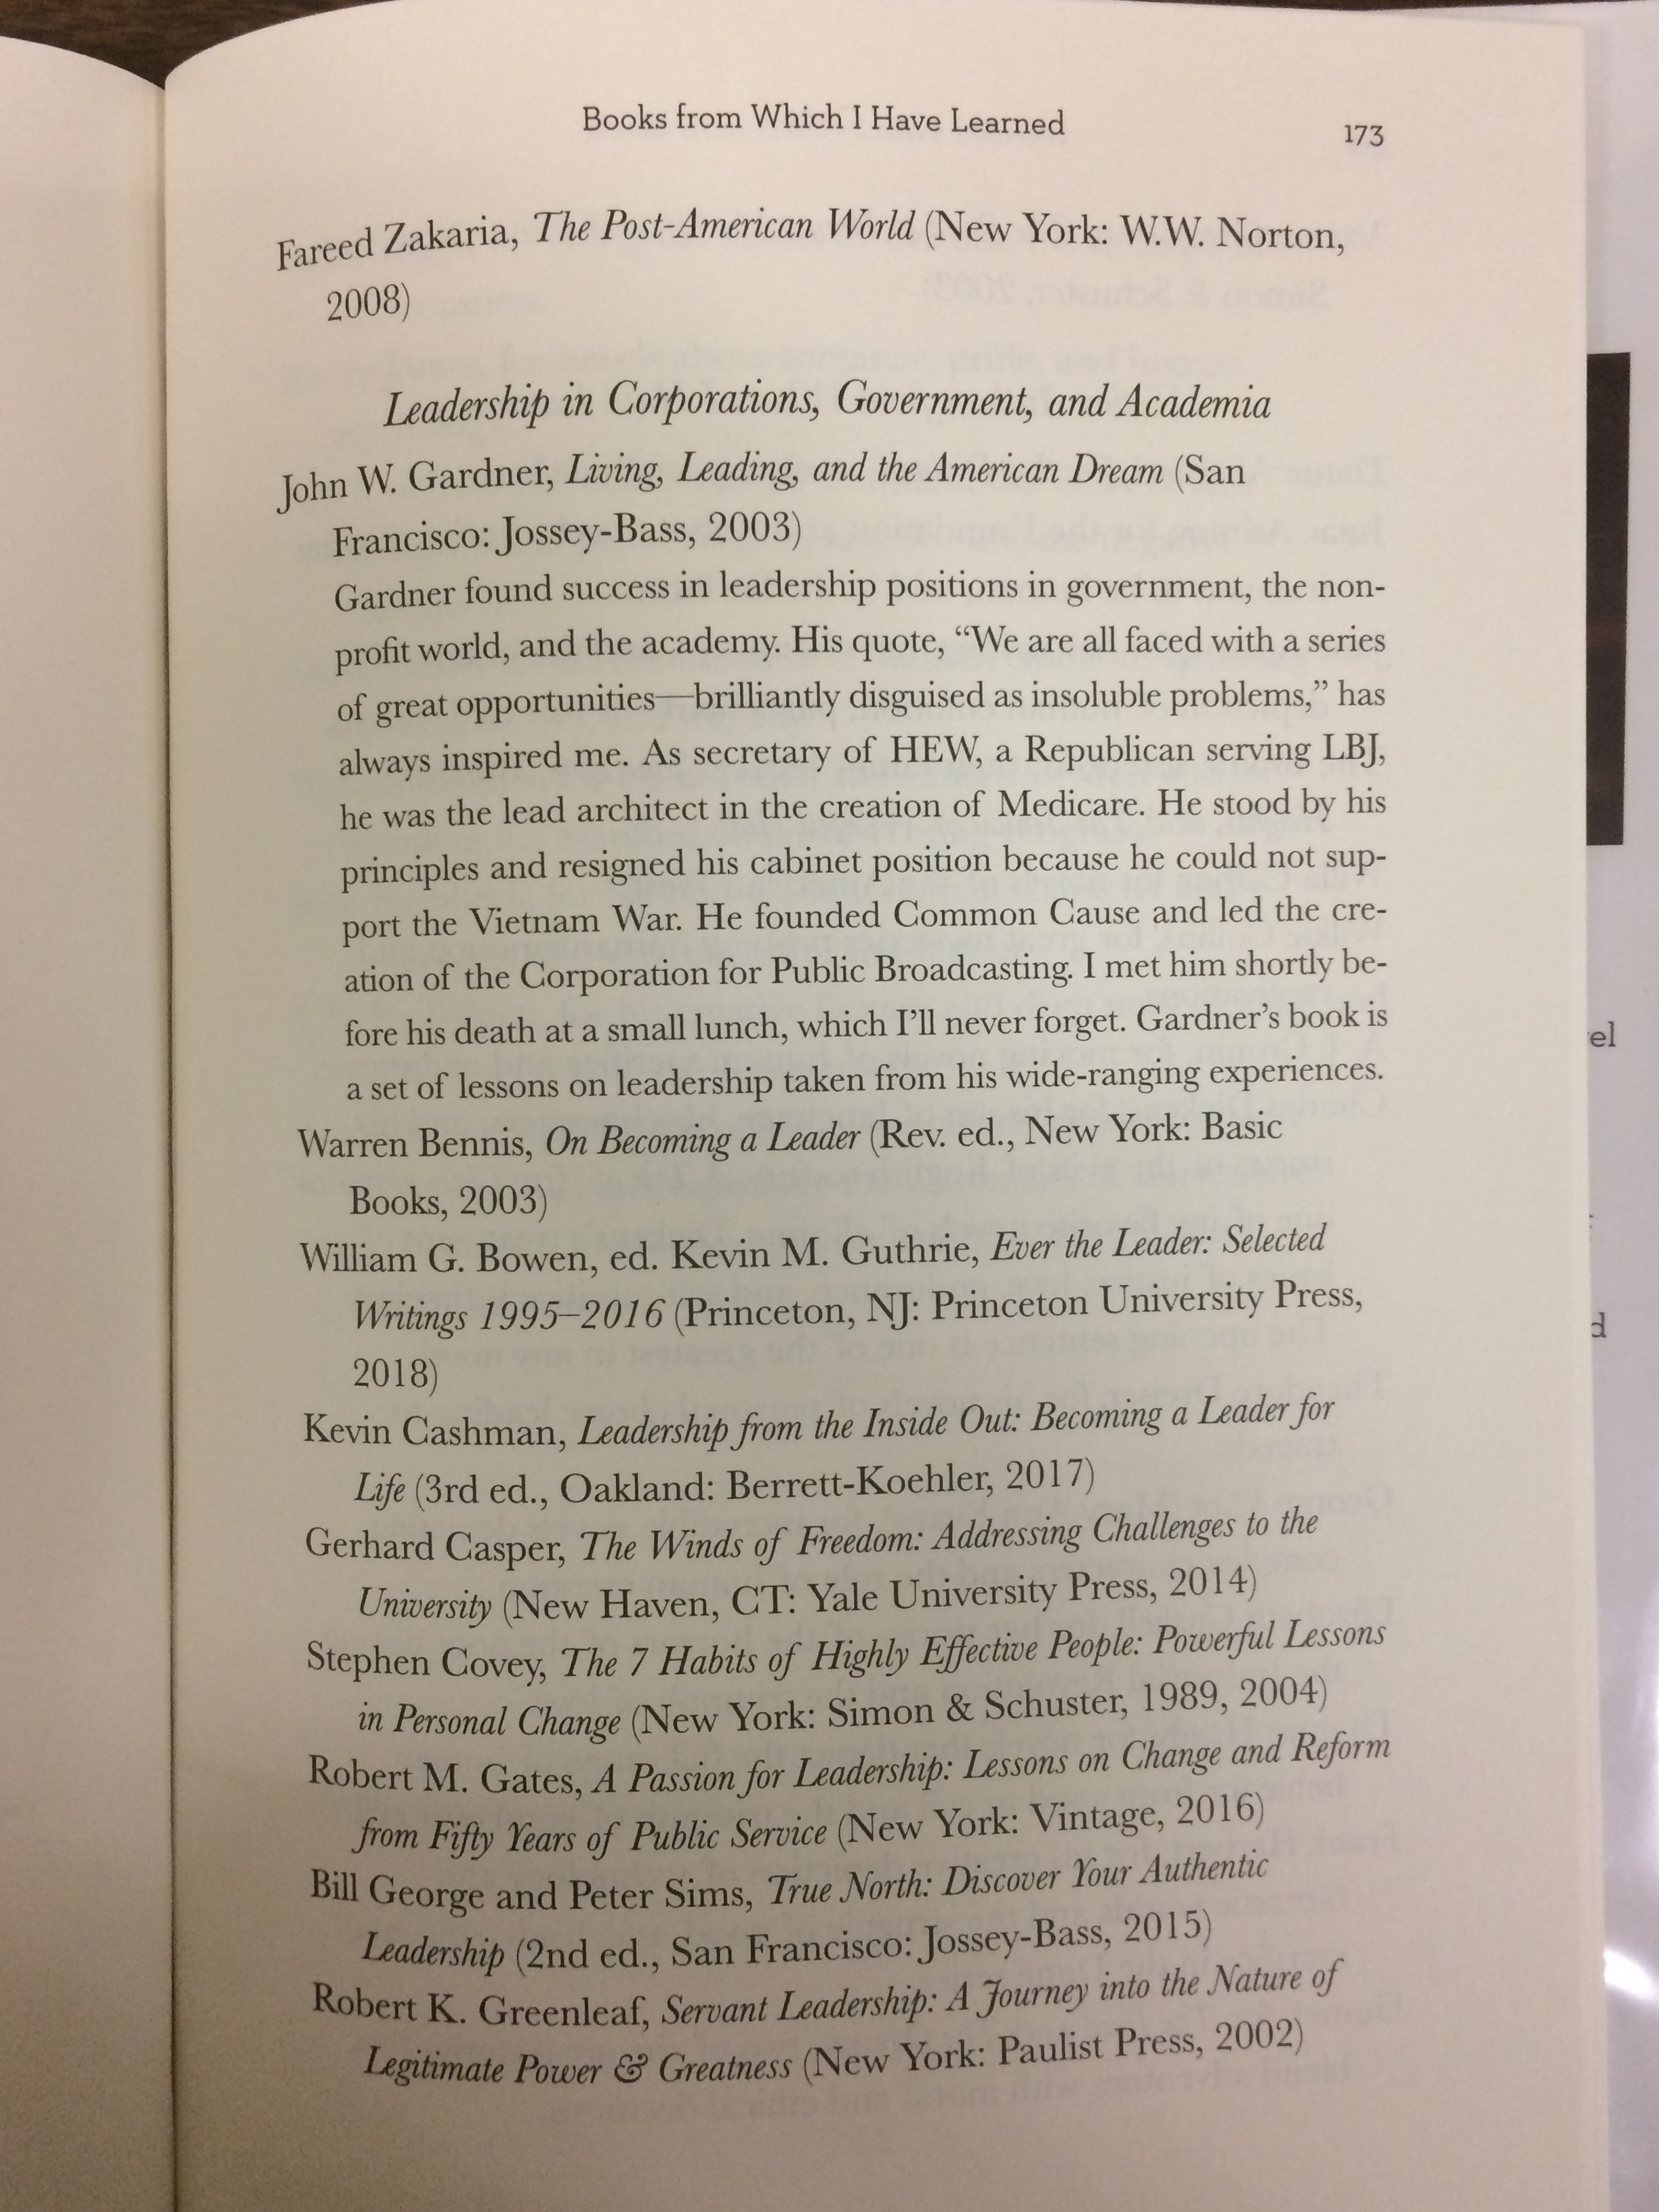 Books from Which I Have Learned 173
Fareed Zakaria, The Post-American World (New York: W.W. Norton,
2008)
Leadership in Corporations, Government, and Academia
John W. Gardner, Living, Leading, and the American Dream (San
Francisco: Jossey-Bass, 2003)
Gardner found success in leadership positions in government, the non-
profit world, and the academy. His quote, “We are all faced with a series
of great opportunities—brilliantly disguised as insoluble problems,” has
always inspired me. As secretary of HEW, a Republican serving LBJ,
he was the lead architect in the creation of Medicare. He stood by his
principles and resigned his cabinet position because he could not sup-
port the Vietnam War. He founded Common Cause and led the cre-
ation of the Corporation for Public Broadcasting. I met him shortly be-
fore his death at a small lunch, which I’ll never forget. Gardner’s book is
a set of lessons on leadership taken from his wide-ranging experiences.
Warren Bennis, On Becoming a Leader (Rev. ed., New York: Basic
Books, 2003)
William G. Bowen, ed. Kevin M. Guthrie, Ever the Leader: Selected
Writings 1995–2016 (Princeton, NJ: Princeton University Press,
2018)
Kevin Cashman, Leadership from the Inside Out: Becoming a Leader for
Life (3rd ed., Oakland: Berrett-Koehler, 2017)
Gerhard Casper, The Winds of Freedom: Addressing Challenges to the
University (New Haven, CT: Yale University Press, 2014)
Stephen Covey, The 7 Habits of Highly Effective People: Powerful Lessons
in Personal Change (New York: Simon & Schuster, 1989, 2004)
Robert M. Gates, A Passion for Leadership: Lessons on Change and Reform
from Fifty Years of Public Service (New York: Vintage, 2016)
Bill George and Peter Sims, True North: Discover Your Authentic
Leadership (2nd ed., San Francisco: Jossey-Bass, 2015)
Robert K. Greenleaf, Servant Leadership: A Journey into the Nature of
Legitimate Power & Greatness (New York: Paulist Press, 2002)